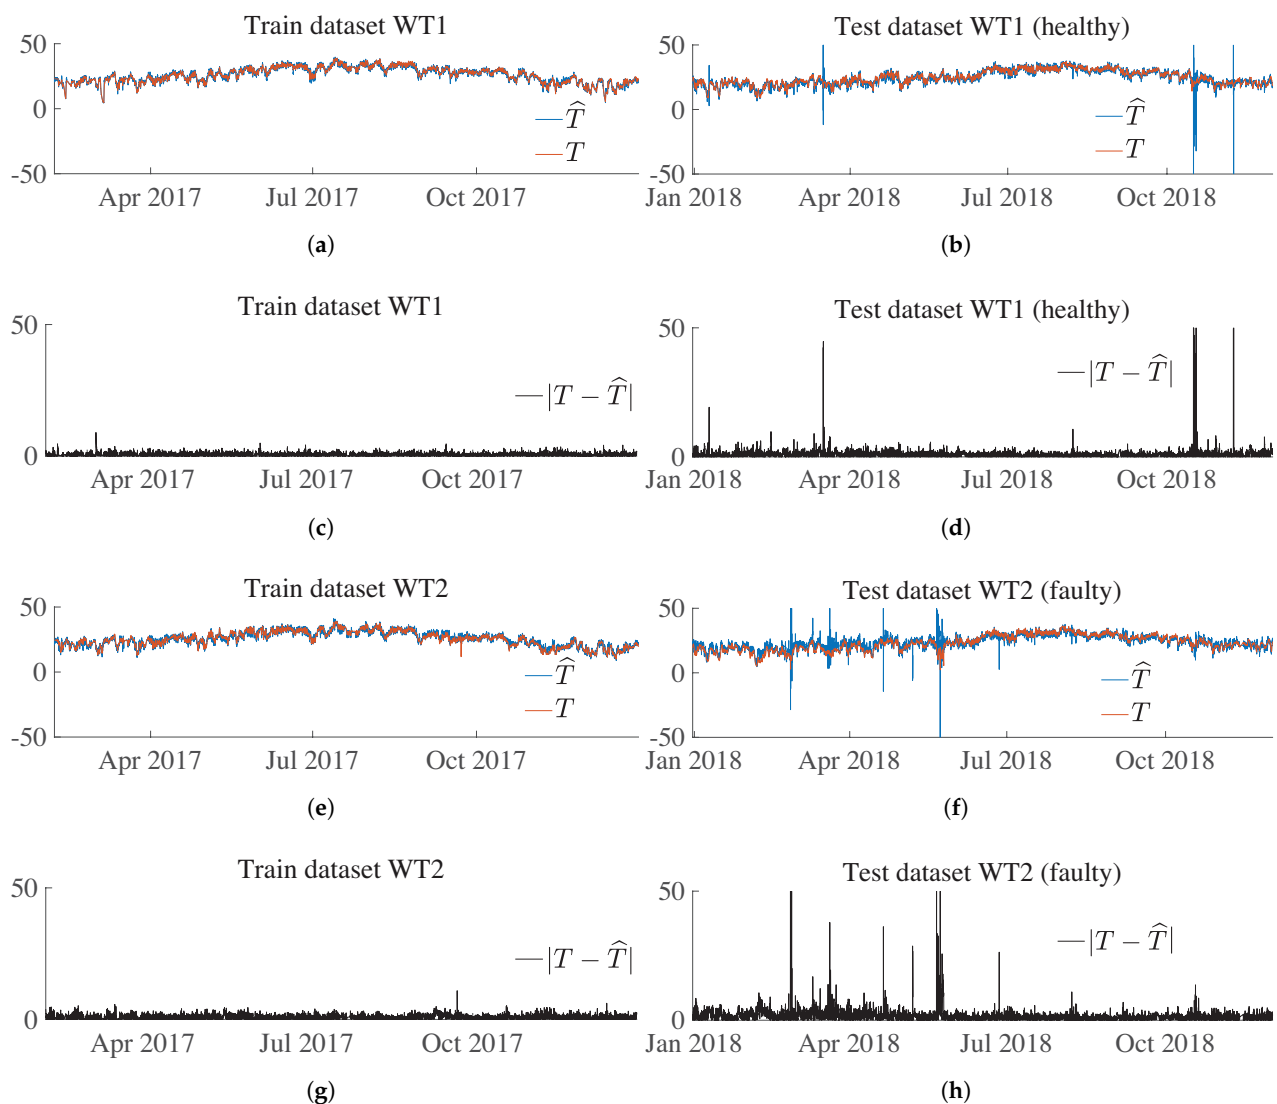 Train dataset WT1
50
0
-50
T̂
T
Apr 2017 Jul 2017 Oct 2017
(a)
Test dataset WT1 (healthy)
50
0
-50
T̂
T
Jan 2018 Apr 2018 Jul 2018 Oct 2018
(b)
Train dataset WT1
50
0
|T − T̂|
Apr 2017 Jul 2017 Oct 2017
(c)
Test dataset WT1 (healthy)
50
0
|T − T̂|
Jan 2018 Apr 2018 Jul 2018 Oct 2018
(d)
Train dataset WT2
50
0
-50
T̂
T
Apr 2017 Jul 2017 Oct 2017
(e)
Test dataset WT2 (faulty)
50
0
-50
T̂
T
Jan 2018 Apr 2018 Jul 2018 Oct 2018
(f)
Train dataset WT2
50
0
|T − T̂|
Apr 2017 Jul 2017 Oct 2017
(g)
Test dataset WT2 (faulty)
50
0
|T − T̂|
Jan 2018 Apr 2018 Jul 2018 Oct 2018
(h)